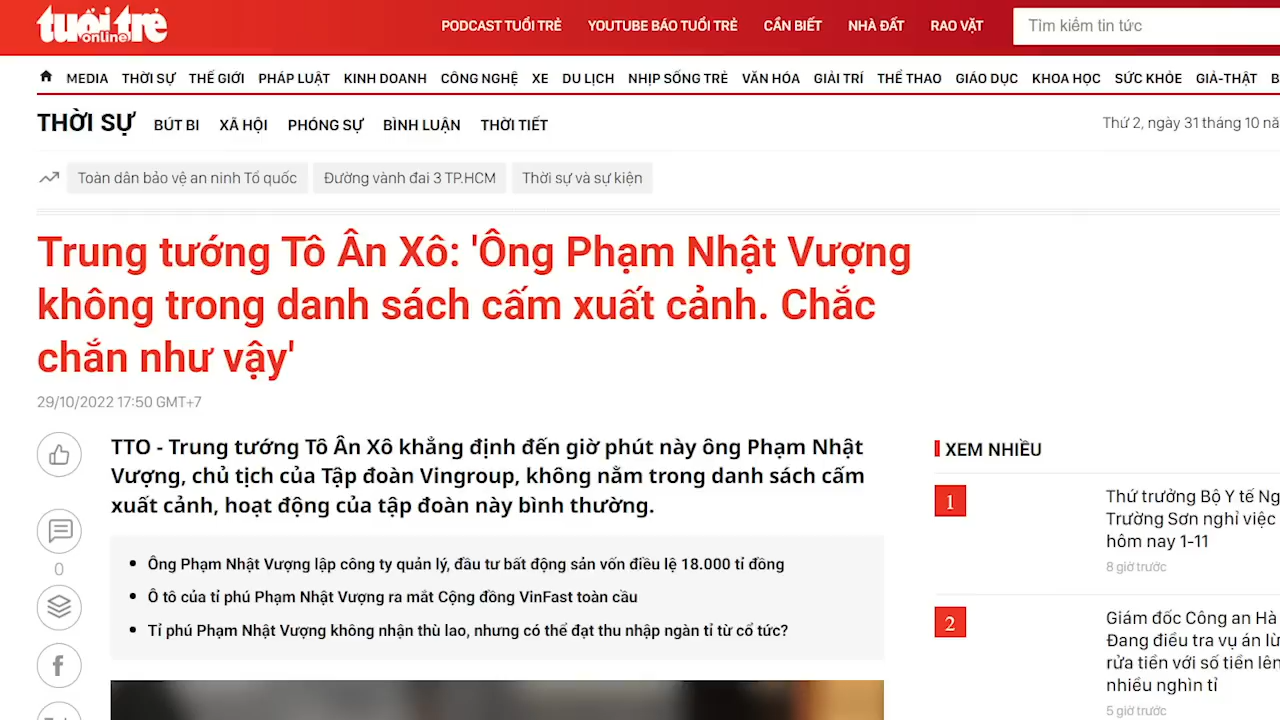 tuổi trẻ
online
PODCAST TUỔI TRẺ YOUTUBE BÁO TUỔI TRẺ CẦN BIẾT NHÀ ĐẤT RAO VẶT Tìm kiếm tin tức
MEDIA THỜI SỰ THẾ GIỚI PHÁP LUẬT KINH DOANH CÔNG NGHỆ XE DU LỊCH NHỊP SỐNG TRẺ VĂN HÓA GIẢI TRÍ THỂ THAO GIÁO DỤC KHOA HỌC SỨC KHỎE GIẢ-THẬT B
THỜI SỰ BÚT BI XÃ HỘI PHÓNG SỰ BÌNH LUẬN THỜI TIẾT Thứ 2, ngày 31 tháng 10 nă
Toàn dân bảo vệ an ninh Tổ quốc Đường vành đai 3 TP.HCM Thời sự và sự kiện
Trung tướng Tô Ân Xô: 'Ông Phạm Nhật Vượng
không trong danh sách cấm xuất cảnh. Chắc
chắn như vậy'
29/10/2022 17:50 GMT+7
TTO - Trung tướng Tô Ân Xô khẳng định đến giờ phút này ông Phạm Nhật
Vượng, chủ tịch của Tập đoàn Vingroup, không nằm trong danh sách cấm
xuất cảnh, hoạt động của tập đoàn này bình thường.
0
Ông Phạm Nhật Vượng lập công ty quản lý, đầu tư bất động sản vốn điều lệ 18.000 tỉ đồng
Ô tô của tỉ phú Phạm Nhật Vượng ra mắt Cộng đồng VinFast toàn cầu
Tỉ phú Phạm Nhật Vượng không nhận thù lao, nhưng có thể đạt thu nhập ngàn tỉ từ cổ tức?
XEM NHIỀU
1
Thứ trưởng Bộ Y tế Ng
Trường Sơn nghỉ việc
hôm nay 1-11
8 giờ trước
2
Giám đốc Công an Hà
Đang điều tra vụ án lừ
rửa tiền với số tiền lên
nhiều nghìn tỉ
5 giờ trước